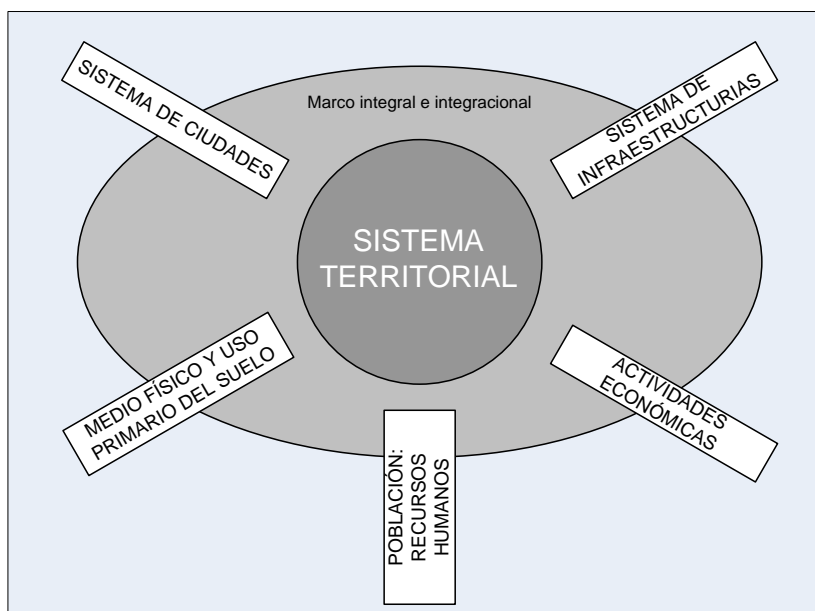 SISTEMA DE CIUDADES
Marco integral e integracional
SISTEMA DE
INFRAESTRUCTURIAS
SISTEMA
TERRITORIAL
MEDIO FÍSICO Y USO
PRIMARIO DEL SUELO
POBLACIÓN:
RECURSOS
HUMANOS
ACTIVIDADES
ECONÓMICAS